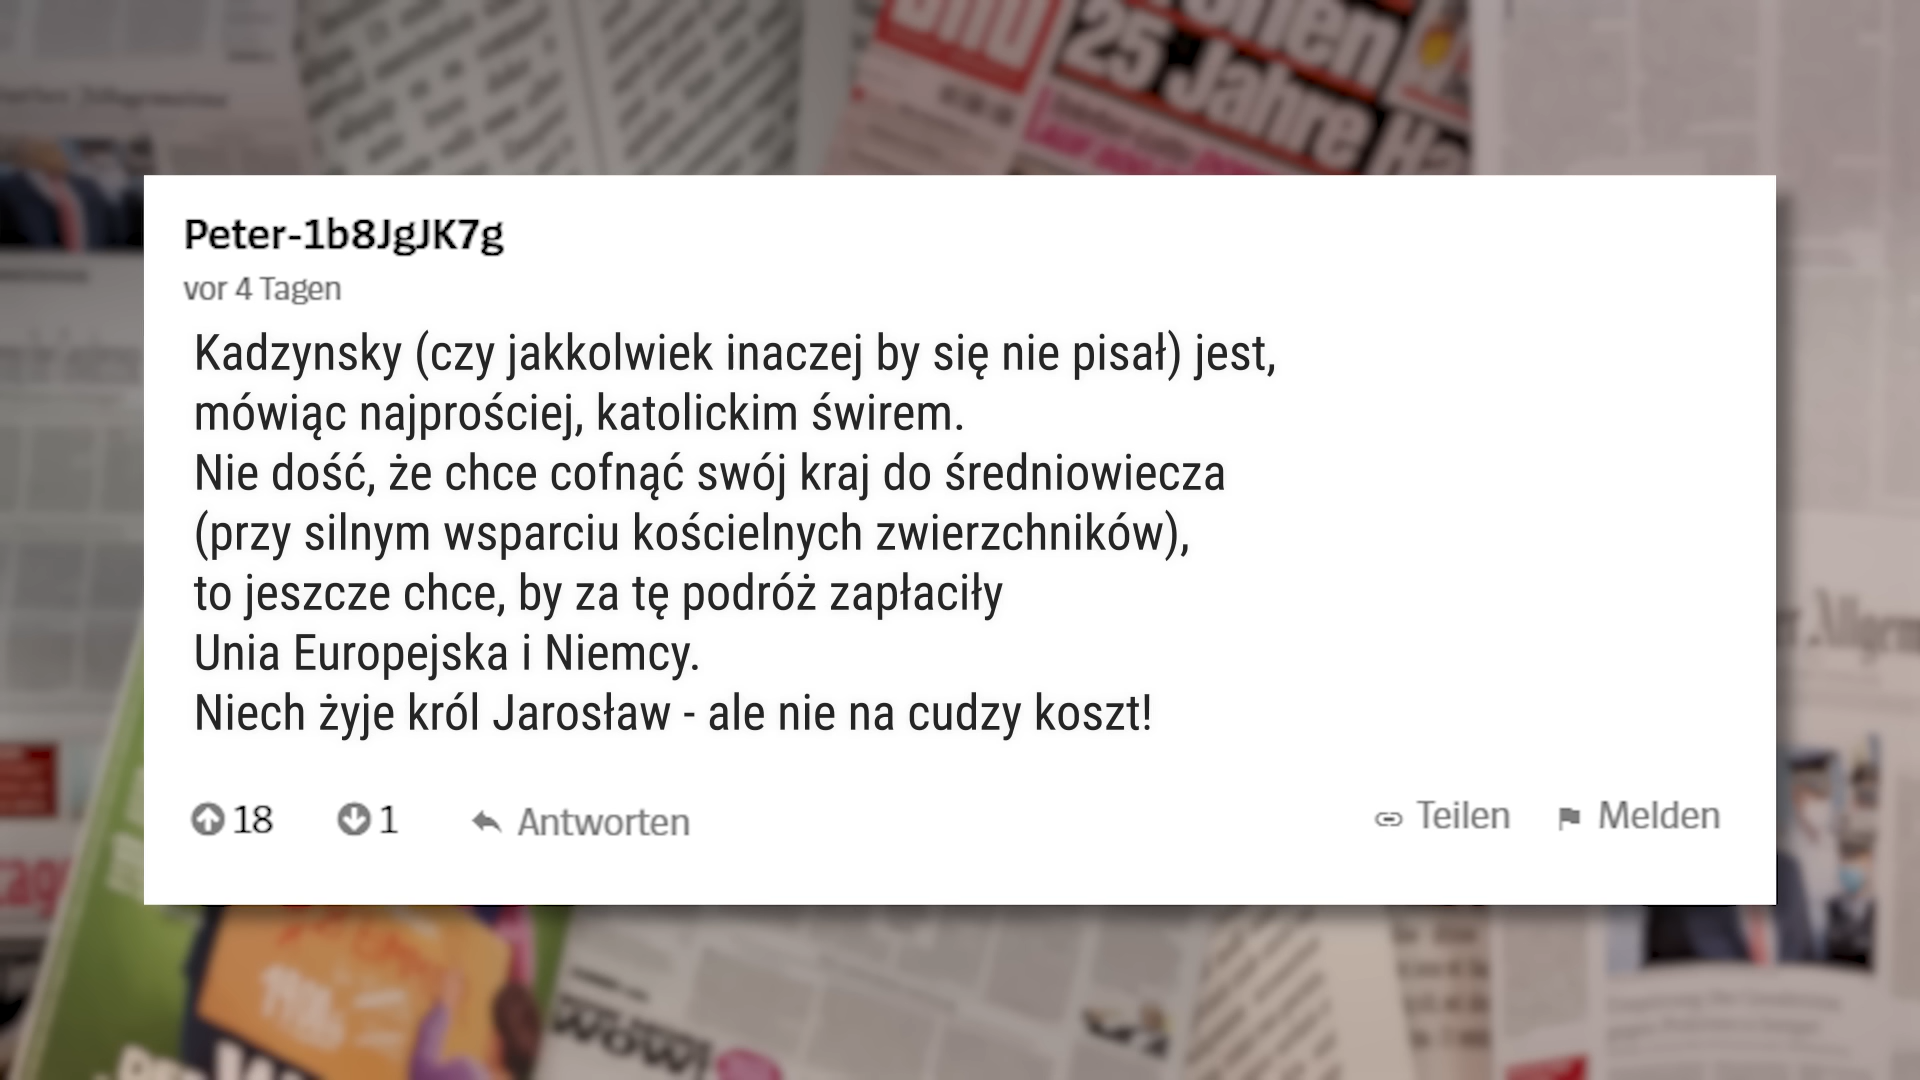 Bild
25 Jahre Ha
Peter-1b8JgJK7g
vor 4 Tagen
Kadzynsky (czy jakkolwiek inaczej by się nie pisał) jest,
mówiąc najprościej, katolickim świrem.
Nie dość, że chce cofnąć swój kraj do średniowiecza
(przy silnym wsparciu kościelnych zwierzchników),
to jeszcze chce, by za tę podróż zapłaciły
Unia Europejska i Niemcy.
Niech żyje król Jarosław - ale nie na cudzy koszt!
18 1 Antworten Teilen Melden
WOW!